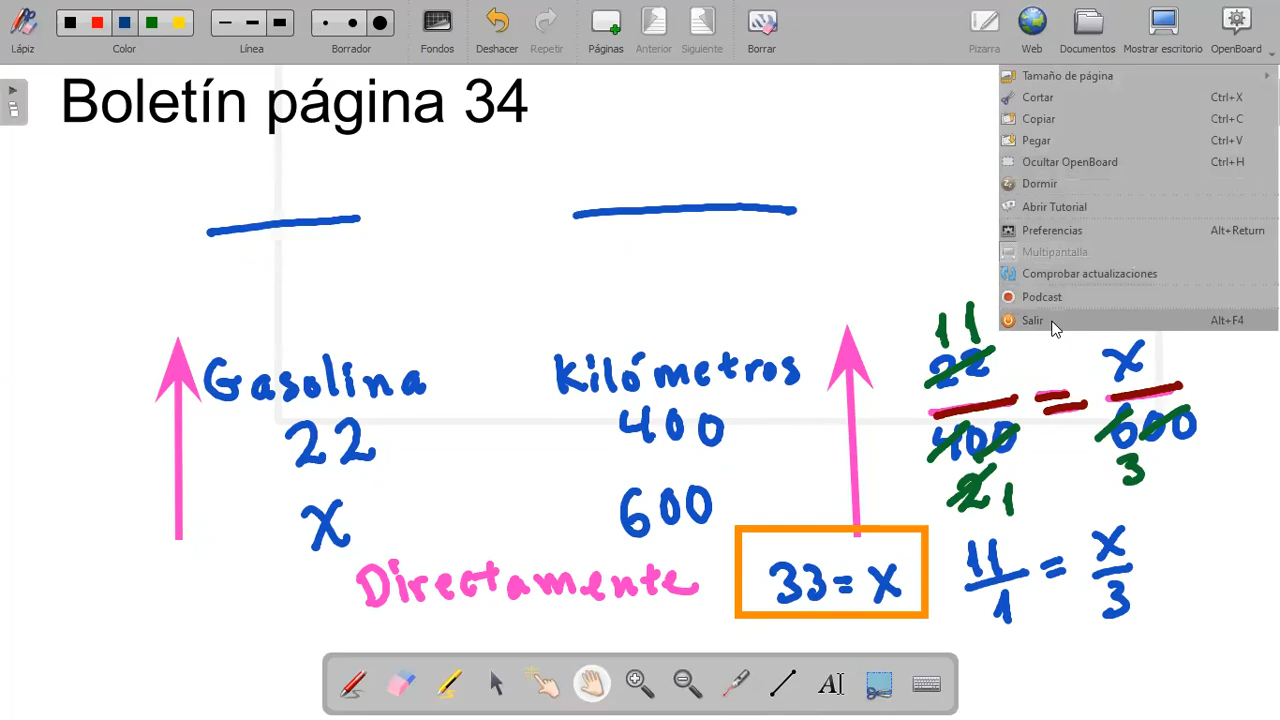 Lápiz Color Línea Borrador Fondos Deshacer Repetir Páginas Anterior Siguiente Borrar Pizarra Web Documentos Mostrar escritorio OpenBoard
Boletín página 34
Tamaño de página
Cortar Ctrl+X
Copiar Ctrl+C
Pegar Ctrl+V
Ocultar OpenBoard Ctrl+H
Dormir
Abrir Tutorial
Preferencias Alt+Return
Multipantalla
Comprobar actualizaciones
Podcast
Salir Alt+F4
Gasolina Kilómetros
22 400
x 600
Directamente
11
22 = x
400 600
2 1 3
11 = x
1 3
33 = x
AI